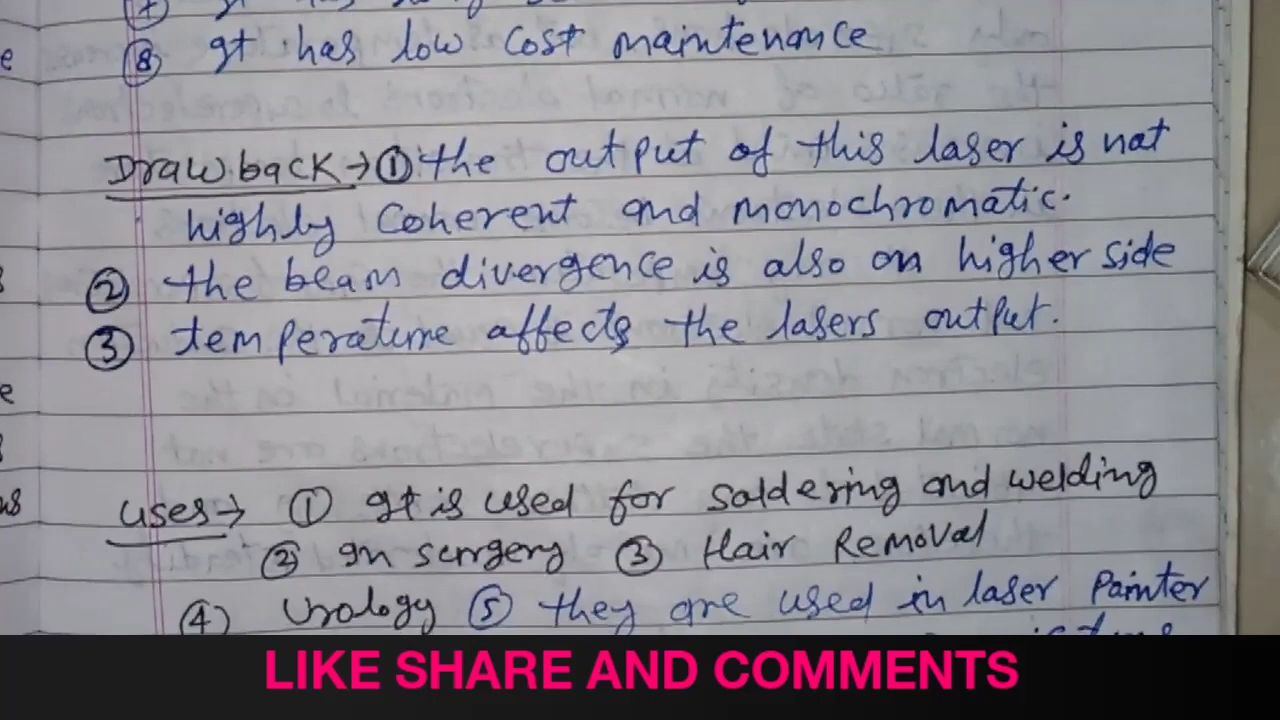 ⑧ It has low cost maintenance
Drawback → ① the output of this laser is not
highly coherent and monochromatic.
② the beam divergence is also on higher side
③ temperature affects the lasers output.
uses → ① It is used for soldering and welding
② In surgery ③ Hair Removal
④ Urology ⑤ they are used in laser Painter
LIKE SHARE AND COMMENTS